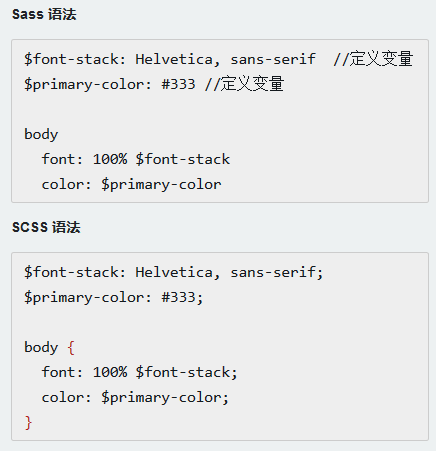 Sass 语法
$font-stack: Helvetica, sans-serif  //定义变量
$primary-color: #333 //定义变量
body
  font: 100% $font-stack
  color: $primary-color
SCSS 语法
$font-stack: Helvetica, sans-serif;
$primary-color: #333;
body {
  font: 100% $font-stack;
  color: $primary-color;
}